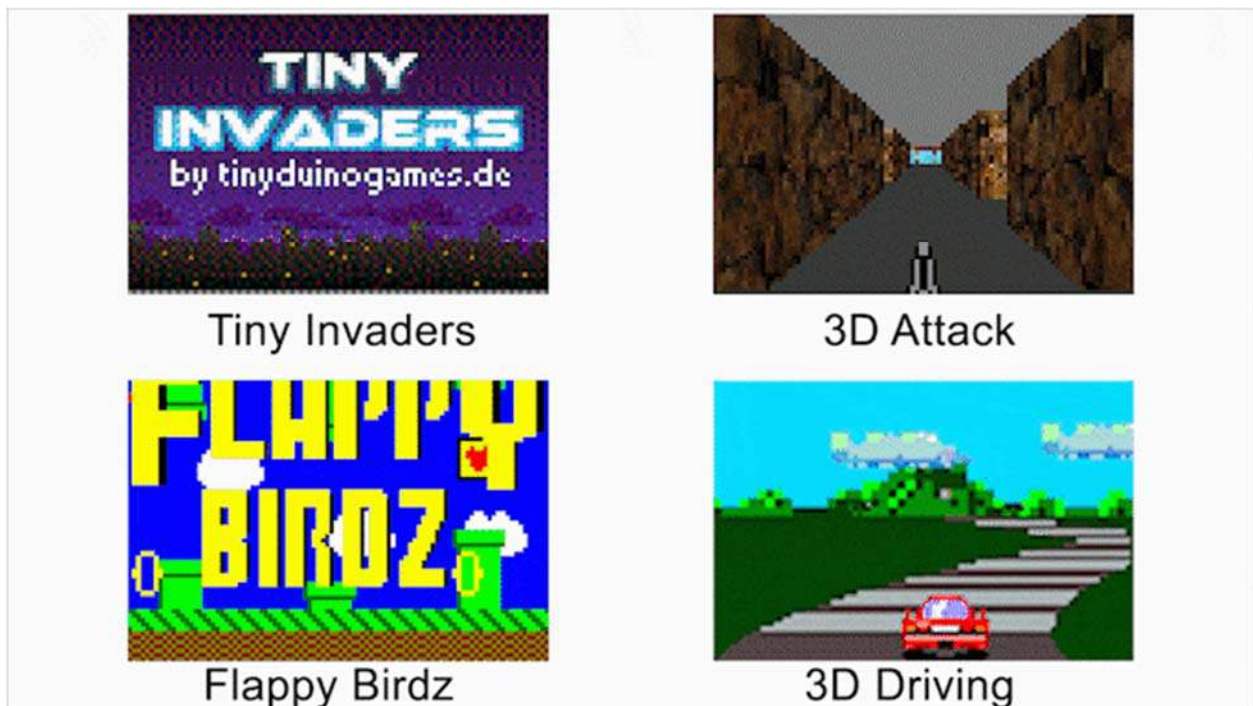 TINY
INVADERS
by tinyduinogames.de
Tiny Invaders
3D Attack
FLAPPY
BIRDZ
Flappy Birdz
3D Driving